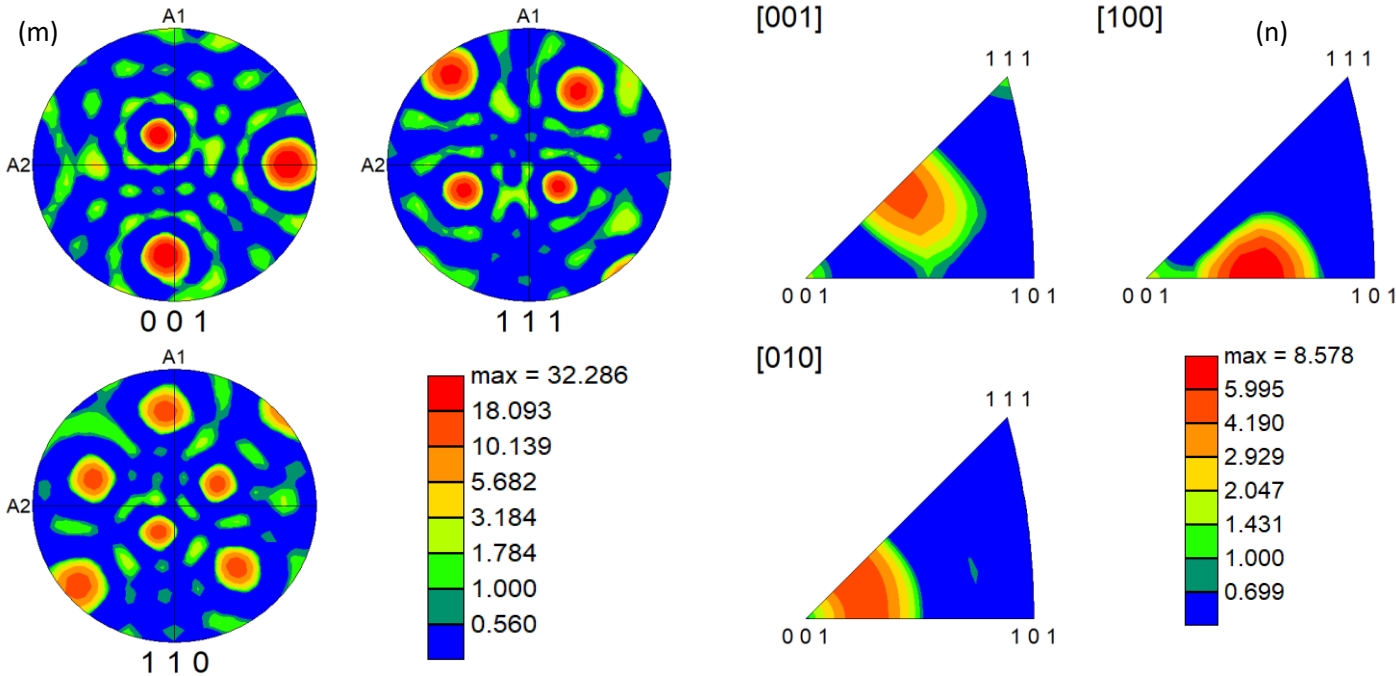 (m)
A1
A2
0 0 1
A1
A2
1 1 1
A1
A2
1 1 0
max = 32.286
18.093
10.139
5.682
3.184
1.784
1.000
0.560
[001]
1 1 1
0 0 1
1 0 1
[100]
(n)
1 1 1
0 0 1
1 0 1
[010]
1 1 1
0 0 1
1 0 1
max = 8.578
5.995
4.190
2.929
2.047
1.431
1.000
0.699